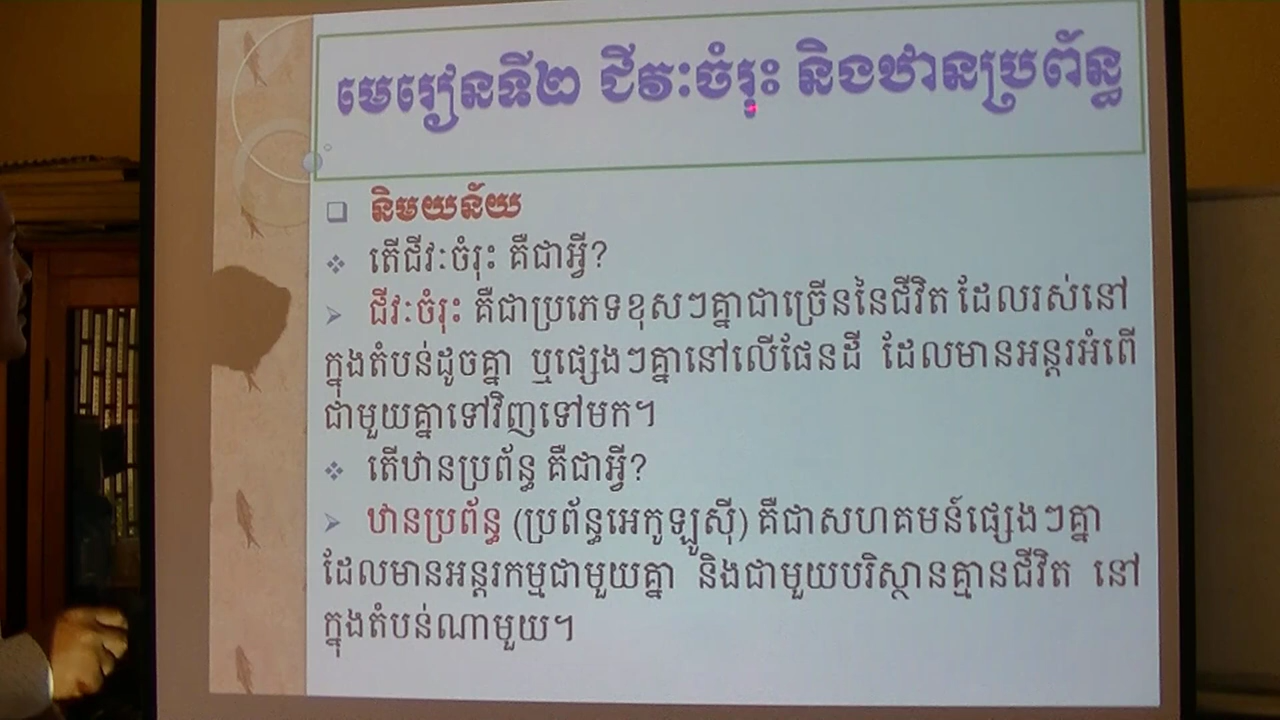 មេរៀនទី២ ជីវៈចំរុះ និងឋានប្រព័ន្ធ
និមយន័យ
តើជីវៈចំរុះ គឺជាអ្វី?
ជីវៈចំរុះ គឺជាប្រភេទខុសៗគ្នាជាច្រើននៃជីវិត ដែលរស់នៅ
ក្នុងតំបន់ដូចគ្នា ឬផ្សេងៗគ្នានៅលើផែនដី ដែលមានអន្តរអំពើ
ជាមួយគ្នាទៅវិញទៅមក។
តើឋានប្រព័ន្ធ គឺជាអ្វី?
ឋានប្រព័ន្ធ (ប្រព័ន្ធអេកូឡូស៊ី) គឺជាសហគមន៍ផ្សេងៗគ្នា
ដែលមានអន្តរកម្មជាមួយគ្នា និងជាមួយបរិស្ថានគ្មានជីវិត នៅ
ក្នុងតំបន់ណាមួយ។